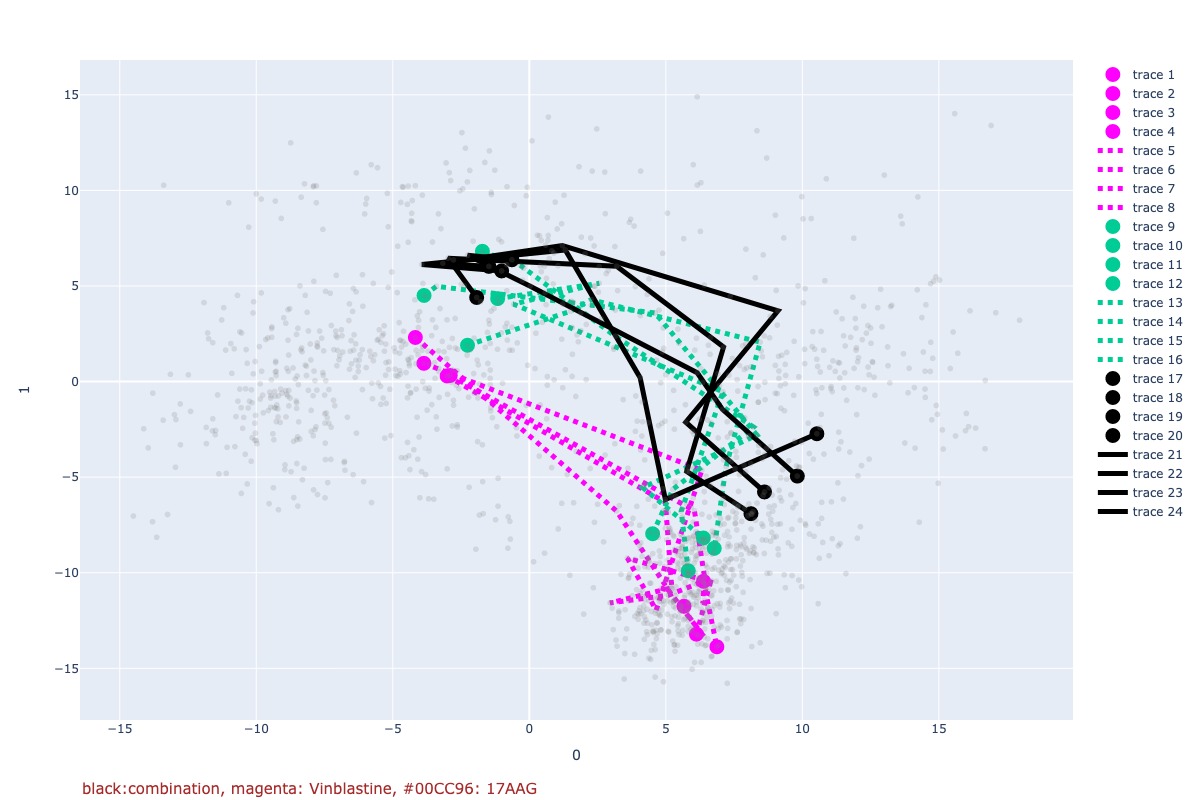 15
10
5
0
−5
−10
−15
1
−15
−10
−5
0
5
10
15
0
trace 1
trace 2
trace 3
trace 4
trace 5
trace 6
trace 7
trace 8
trace 9
trace 10
trace 11
trace 12
trace 13
trace 14
trace 15
trace 16
trace 17
trace 18
trace 19
trace 20
trace 21
trace 22
trace 23
trace 24
black:combination, magenta: Vinblastine, #00CC96: 17AAG